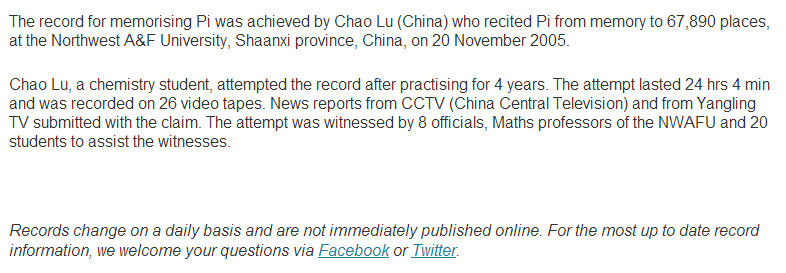 The record for memorising Pi was achieved by Chao Lu (China) who recited Pi from memory to 67,890 places,
at the Northwest A&F University, Shaanxi province, China, on 20 November 2005.
Chao Lu, a chemistry student, attempted the record after practising for 4 years. The attempt lasted 24 hrs 4 min
and was recorded on 26 video tapes. News reports from CCTV (China Central Television) and from Yangling
TV submitted with the claim. The attempt was witnessed by 8 officials, Maths professors of the NWAFU and 20
students to assist the witnesses.
Records change on a daily basis and are not immediately published online. For the most up to date record
information, we welcome your questions via Facebook or Twitter.